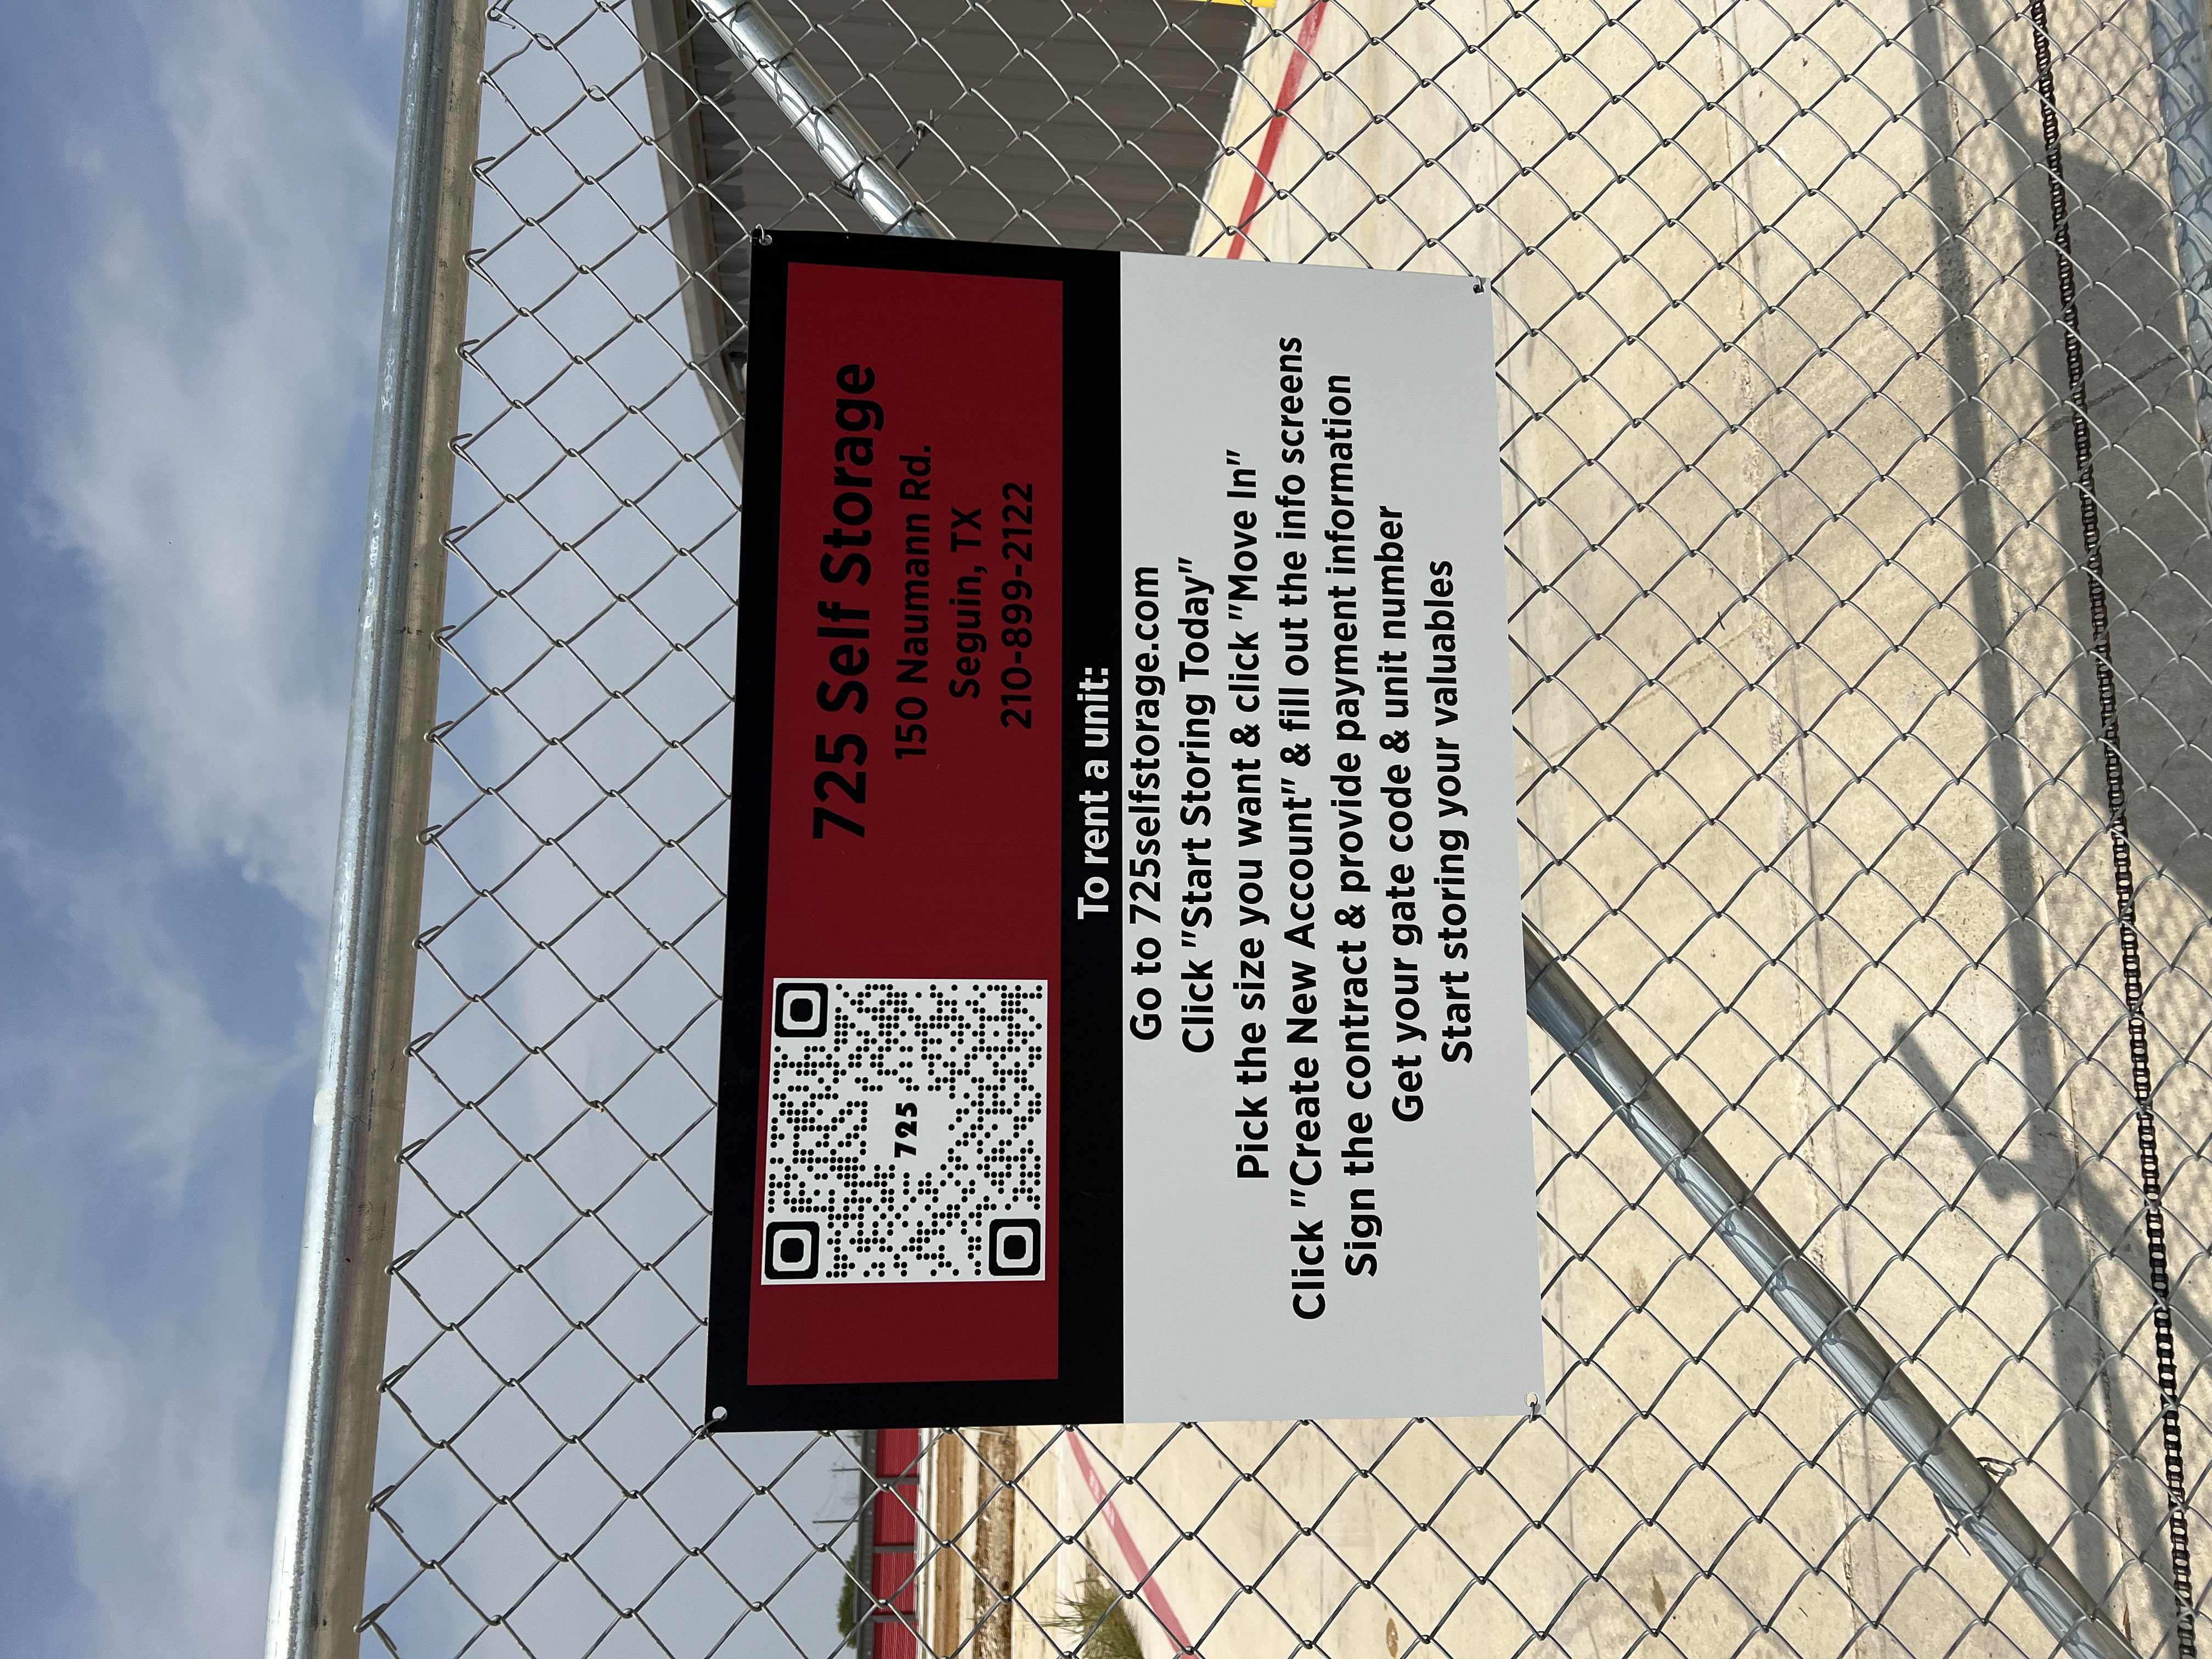 725
725 Self Storage
150 Naumann Rd.
Seguin, TX
210-899-2122
To rent a unit:
Go to 725selfstorage.com
Click "Start Storing Today"
Pick the size you want & click "Move In"
Click "Create New Account" & fill out the info screens
Sign the contract & provide payment information
Get your gate code & unit number
Start storing your valuables